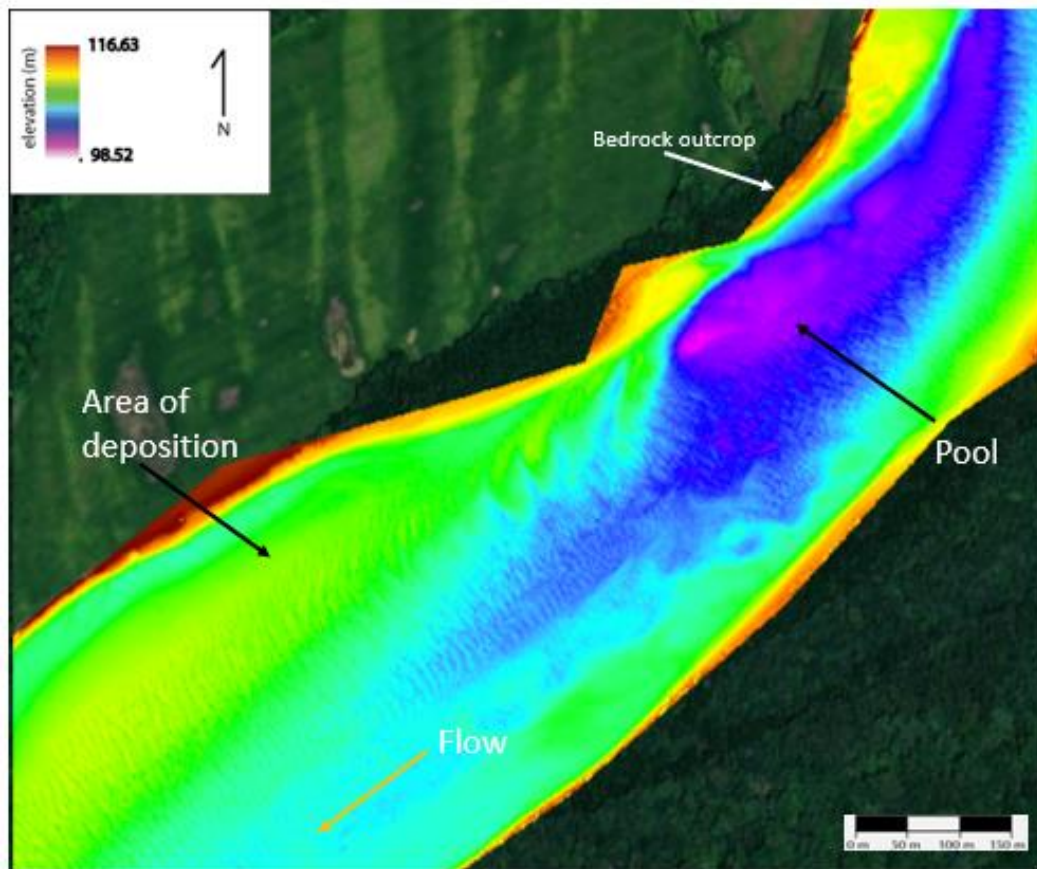 116.63
elevation (m)
98.52
N
Bedrock outcrop
Area of
deposition
Pool
Flow
0 m 50 m 100 m 150 m